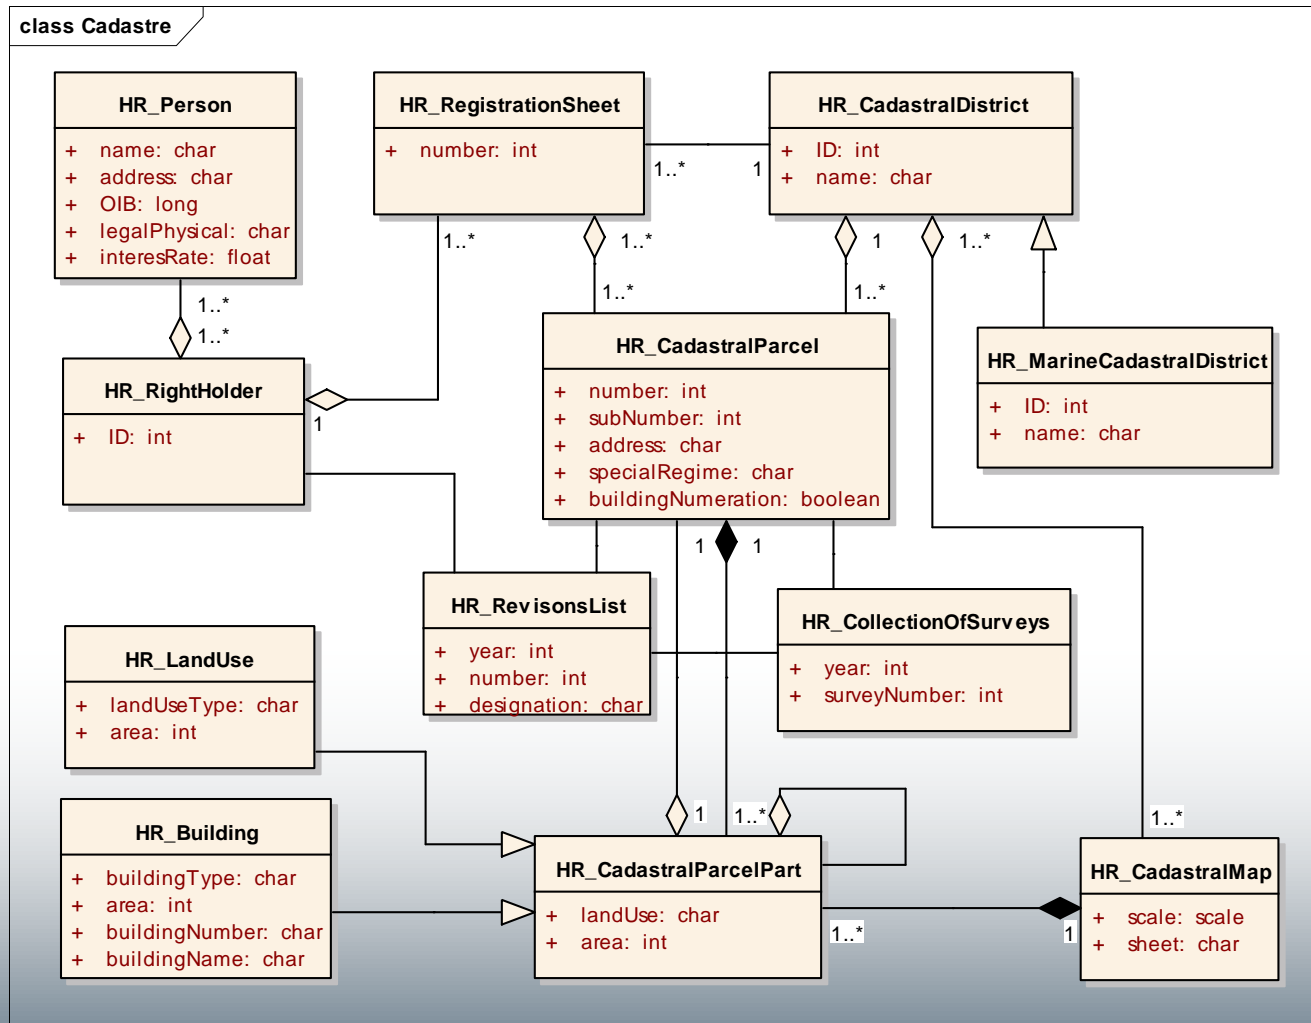 class Cadastre
HR_Person
+ name: char
+ address: char
+ OIB: long
+ legalPhysical: char
+ interesRate: float
HR_RegistrationSheet
+ number: int
HR_CadastralDistrict
+ ID: int
+ name: char
1..*
1
1..*
1..*
1
1..*
1..*
1..*
1..*
1..*
HR_RightHolder
+ ID: int
1
HR_CadastralParcel
+ number: int
+ subNumber: int
+ address: char
+ specialRegime: char
+ buildingNumeration: boolean
HR_MarineCadastralDistrict
+ ID: int
+ name: char
1
1
HR_RevisonsList
+ year: int
+ number: int
+ designation: char
HR_CollectionOfSurveys
+ year: int
+ surveyNumber: int
HR_LandUse
+ landUseType: char
+ area: int
HR_Building
+ buildingType: char
+ area: int
+ buildingNumber: char
+ buildingName: char
1
1..*
1..*
HR_CadastralParcelPart
+ landUse: char
+ area: int
1..*
1
HR_CadastralMap
+ scale: scale
+ sheet: char